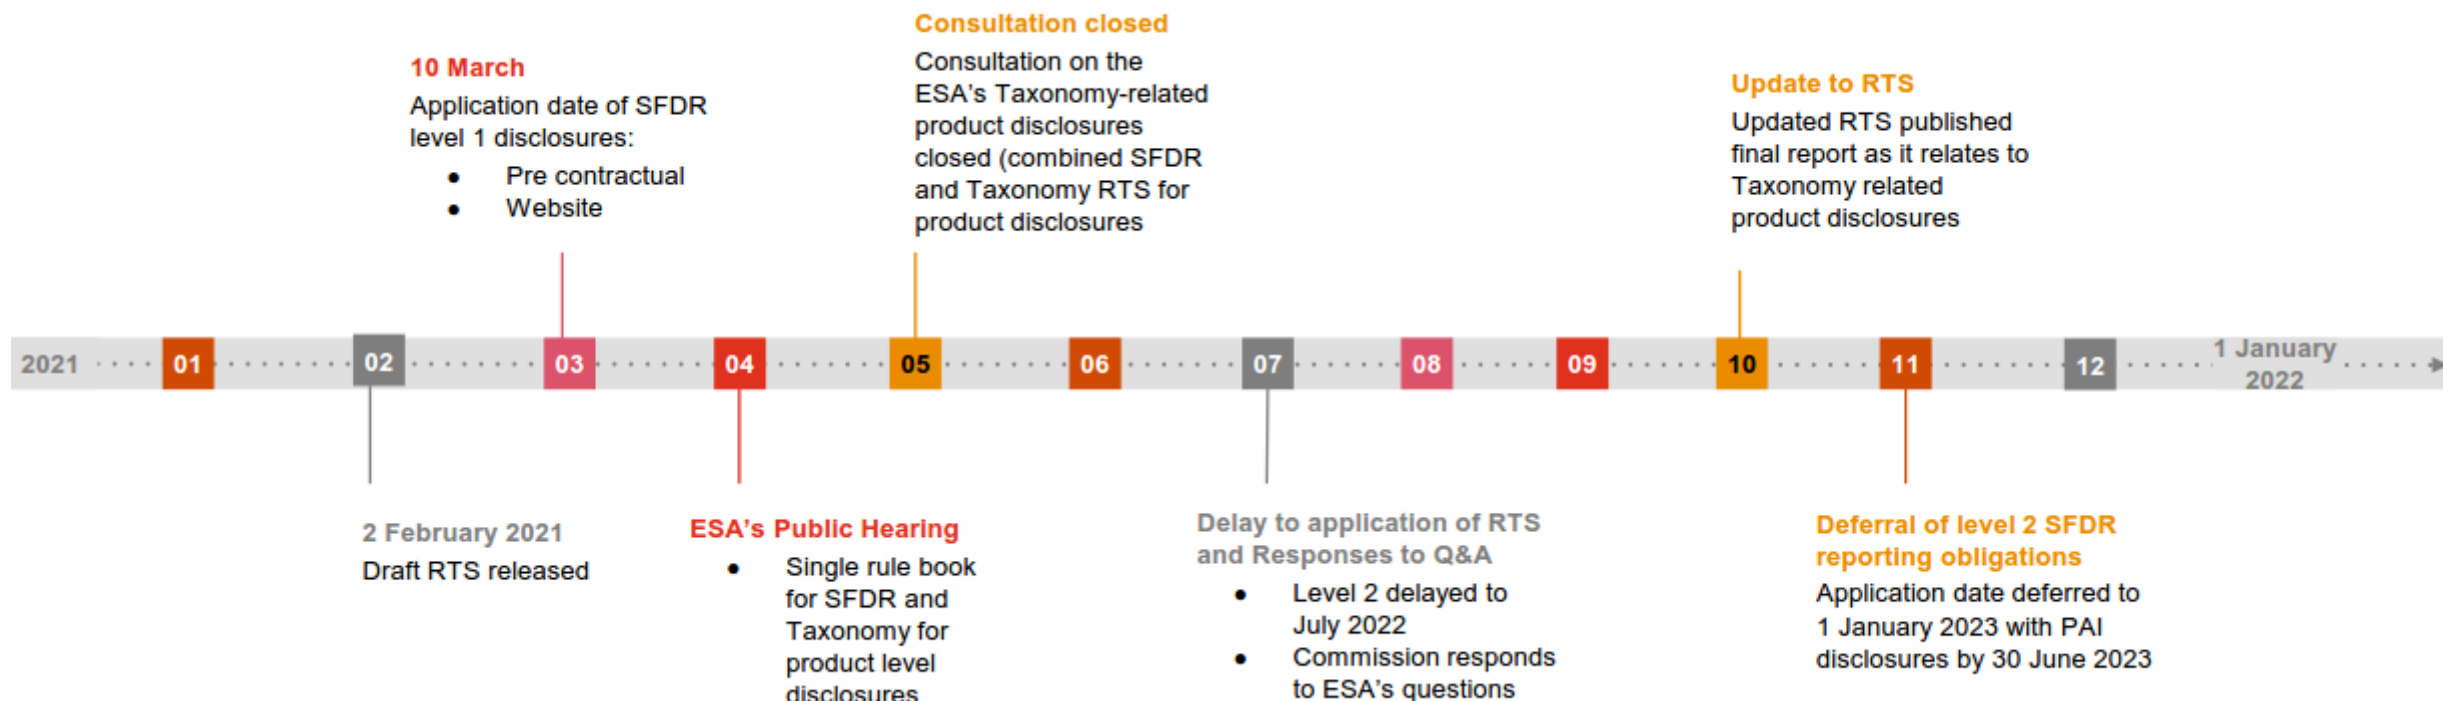 Consultation closed
Consultation on the
ESA's Taxonomy-related
product disclosures
closed (combined SFDR
and Taxonomy RTS for
product disclosures
10 March
Application date of SFDR
level 1 disclosures:
● Pre contractual
● Website
Update to RTS
Updated RTS published
final report as it relates to
Taxonomy related
product disclosures
2021 01 02 03 04 05 06 07 08 09 10 11 12 1 January
2022
2 February 2021
Draft RTS released
ESA's Public Hearing
● Single rule book
for SFDR and
Taxonomy for
product level
disclosures
Delay to application of RTS
and Responses to Q&A
● Level 2 delayed to
July 2022
● Commission responds
to ESA's questions
Deferral of level 2 SFDR
reporting obligations
Application date deferred to
1 January 2023 with PAI
disclosures by 30 June 2023